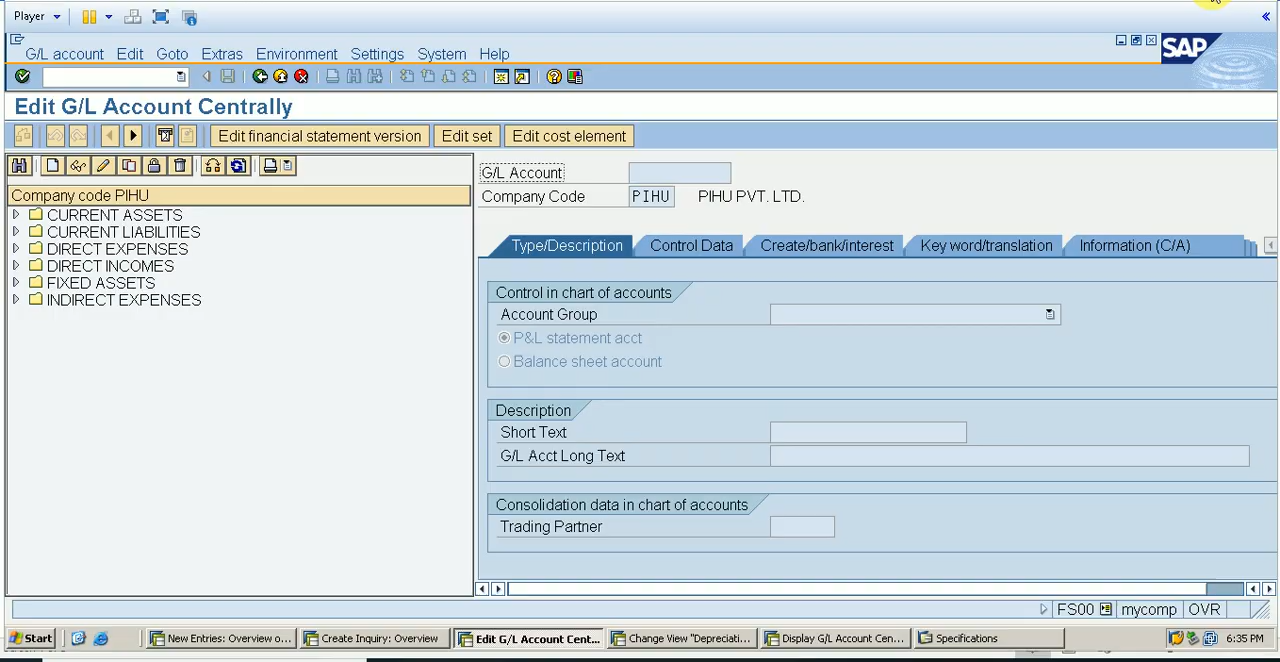 Player
G/L account Edit Goto Extras Environment Settings System Help
SAP
Edit G/L Account Centrally
Edit financial statement version Edit set Edit cost element
Company code PIHU
CURRENT ASSETS
CURRENT LIABILITIES
DIRECT EXPENSES
DIRECT INCOMES
FIXED ASSETS
INDIRECT EXPENSES
G/L Account
Company Code PIHU PIHU PVT. LTD.
Type/Description Control Data Create/bank/interest Key word/translation Information (C/A)
Control in chart of accounts
Account Group
P&L statement acct
Balance sheet account
Description
Short Text
G/L Acct Long Text
Consolidation data in chart of accounts
Trading Partner
FS00 mycomp OVR
Start New Entries: Overview o... Create Inquiry: Overview Edit G/L Account Cent... Change View "Depreciati... Display G/L Account Cen... Specifications 6:35 PM